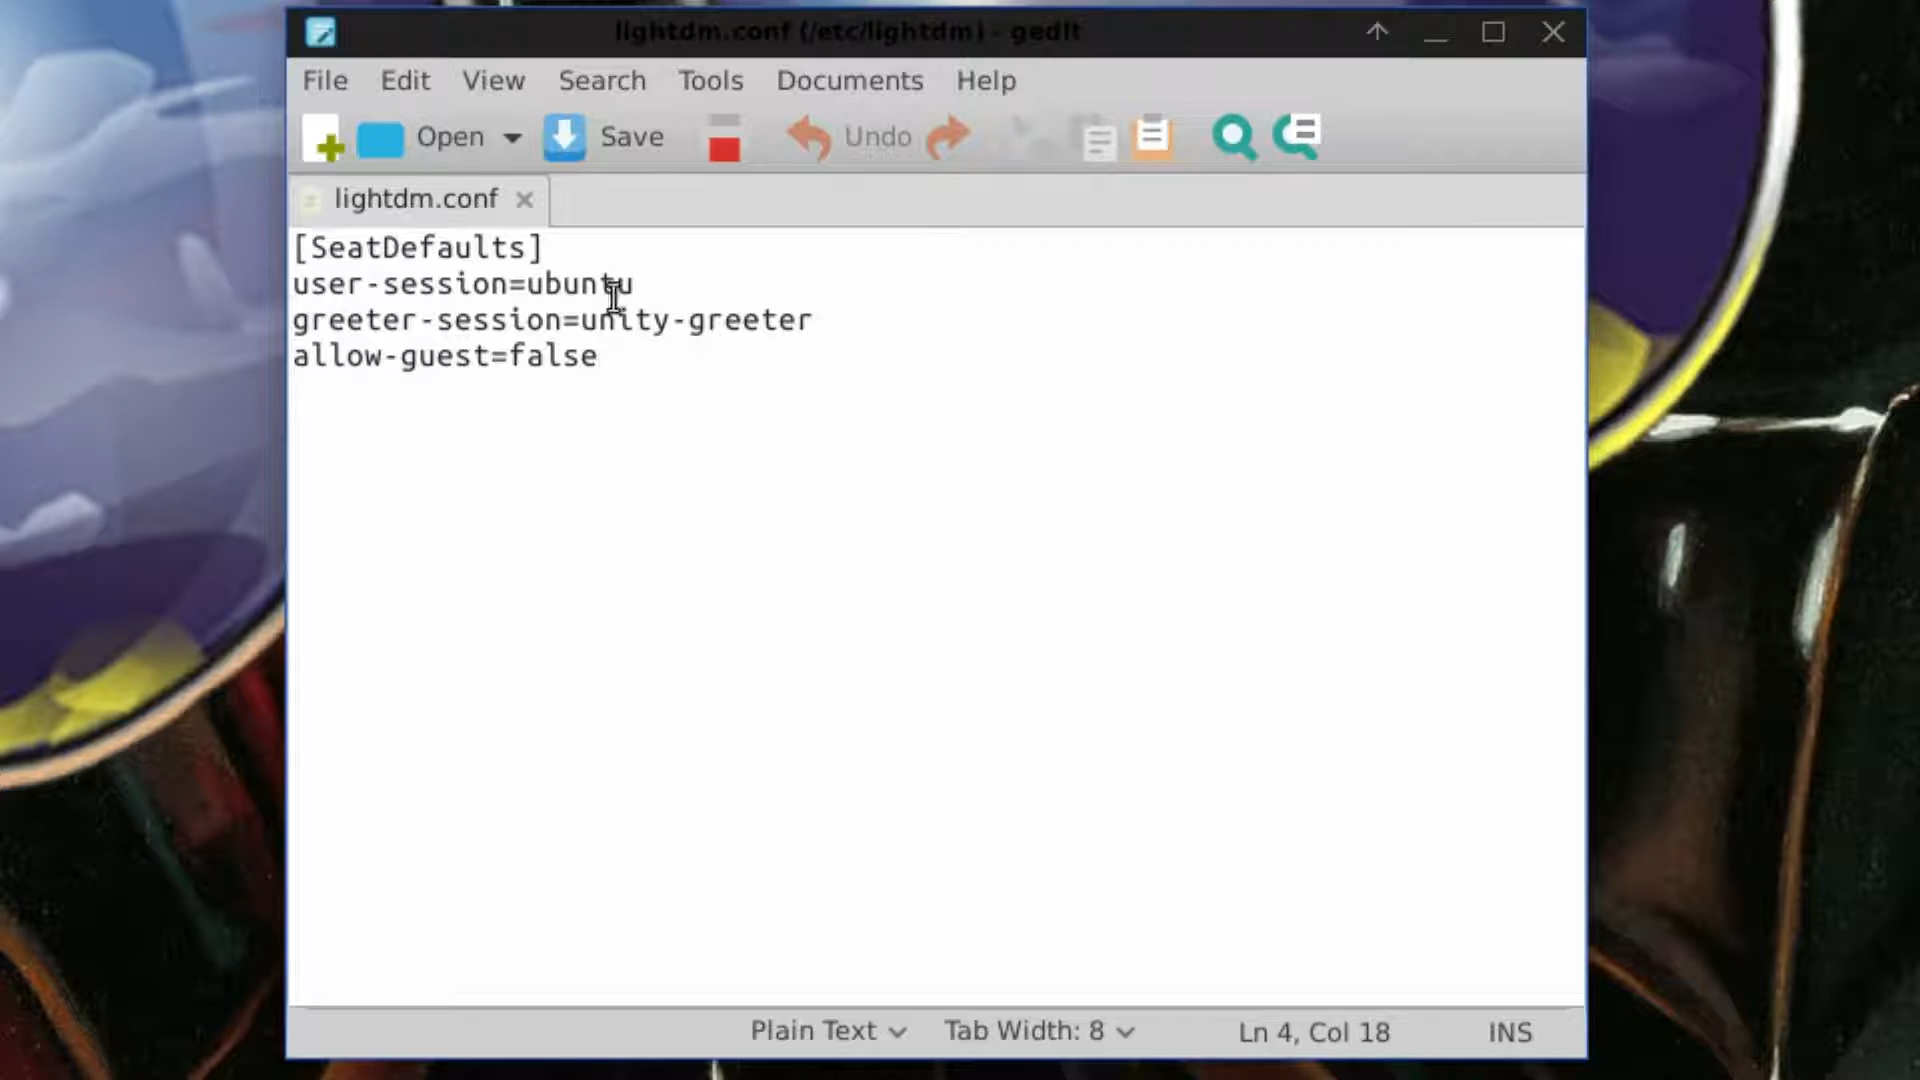 lightdm.conf (/etc/lightdm) - gedit
File Edit View Search Tools Documents Help
Open Save Undo
lightdm.conf
[SeatDefaults]
user-session=ubuntu
greeter-session=unity-greeter
allow-guest=false
Plain Text Tab Width: 8 Ln 4, Col 18 INS